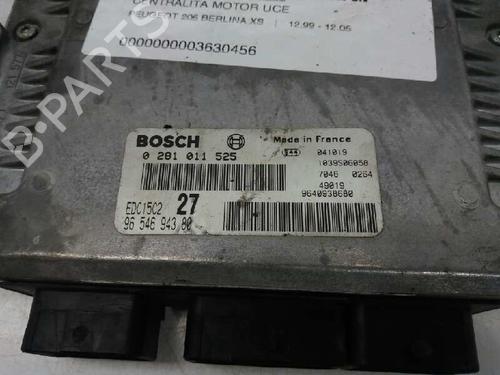 CENTRALITA MOTOR UCE
PEUGEOT 206 BERLINA XS | 12.99 - 12.05
0000000003630456
B-PARTS
BOSCH
Made in France
0 281 011 525
041019
1039S06058
7046 0264
49019
9640938680
EDC15C2 27
96 546 943 80